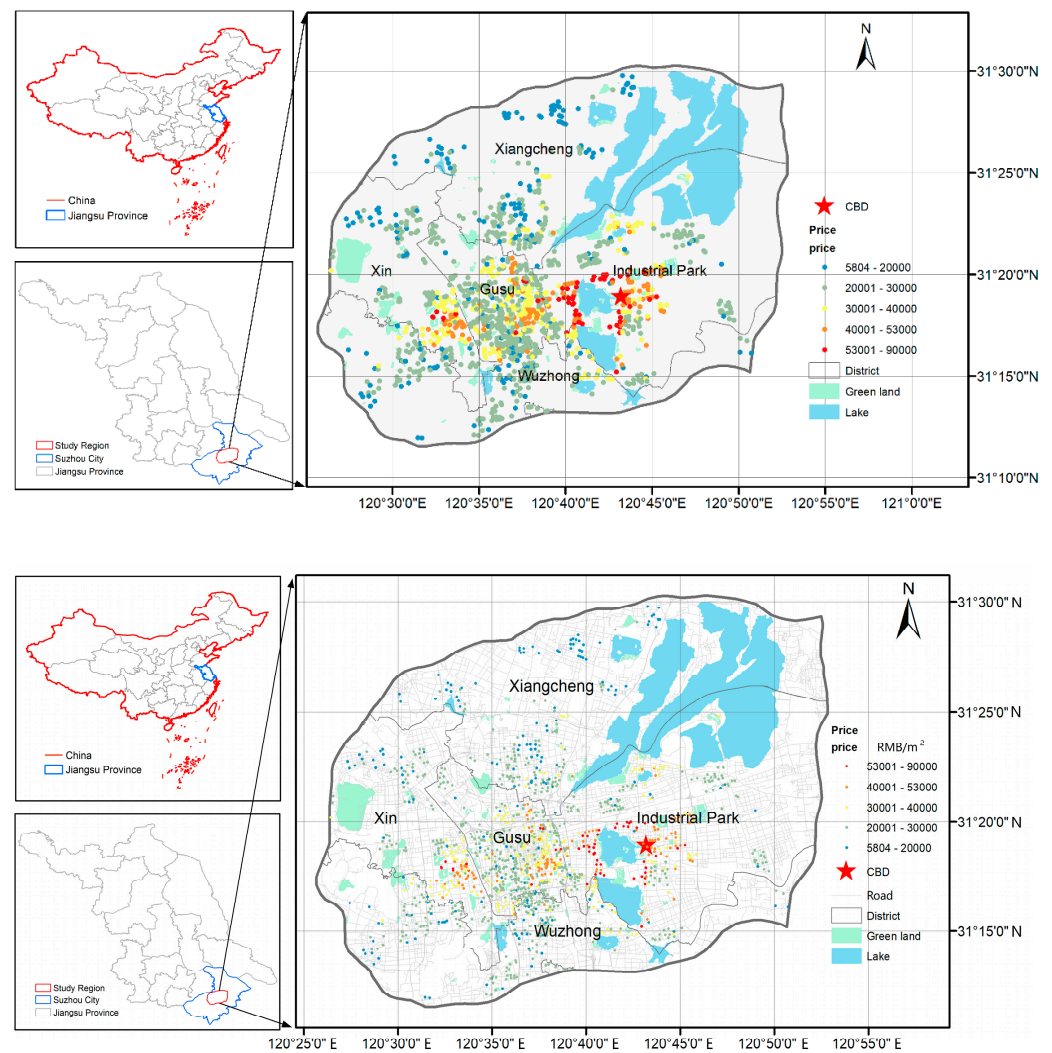 China
Jiangsu Province
Study Region
Suzhou City
Jiangsu Province
N
Xiangcheng
Xin
Industrial Park
Gusu
Wuzhong
CBD
Price
price
5804 - 20000
20001 - 30000
30001 - 40000
40001 - 53000
53001 - 90000
District
Green land
Lake
31°30'0"N
31°25'0"N
31°20'0"N
31°15'0"N
31°10'0"N
120°30'0"E 120°35'0"E 120°40'0"E 120°45'0"E 120°50'0"E 120°55'0"E 121°0'0"E
China
Jiangsu Province
Study Region
Suzhou City
Jiangsu Province
N
Xiangcheng
Xin
Industrial Park
Gusu
Wuzhong
Price
price RMB/m²
53001 - 90000
40001 - 53000
30001 - 40000
20001 - 30000
5804 - 20000
CBD
Road
District
Green land
Lake
31°30'0" N
31°25'0" N
31°20'0" N
31°15'0" N
120°25'0" E 120°30'0" E 120°35'0" E 120°40'0" E 120°45'0" E 120°50'0" E 120°55'0" E